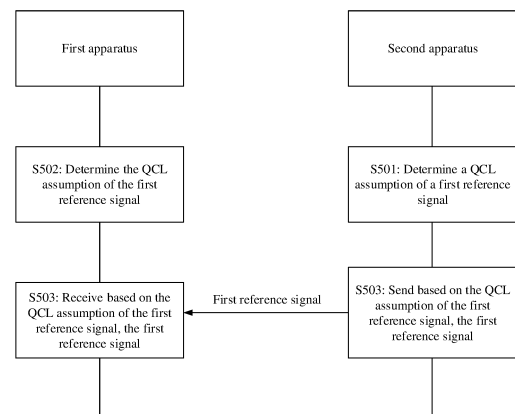 First apparatus
Second apparatus
S502: Determine the QCL
assumption of the first
reference signal
S501: Determine a QCL
assumption of a first reference
signal
S503: Receive based on the
QCL assumption of the first
reference signal, the first
reference signal
First reference signal
S503: Send based on the QCL
assumption of the first
reference signal, the first
reference signal